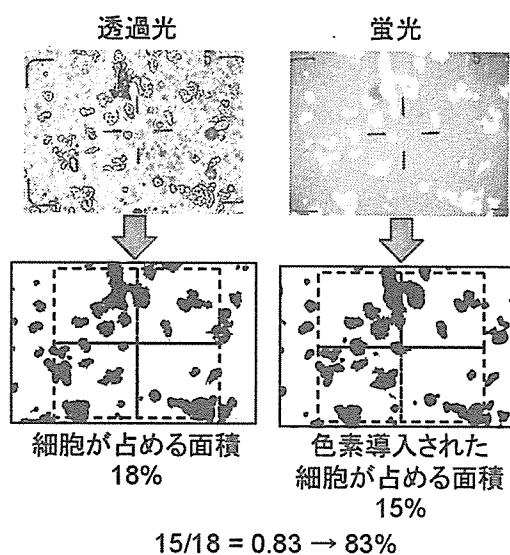 透過光
蛍光
細胞が占める面積
18%
色素導入された
細胞が占める面積
15%
15/18 = 0.83 → 83%